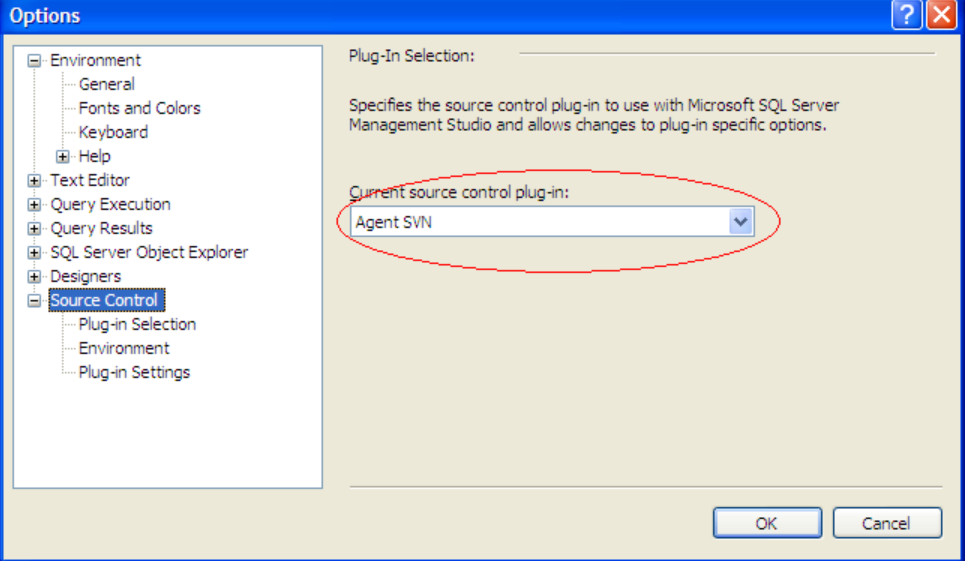 Options
Environment
General
Fonts and Colors
Keyboard
Help
Text Editor
Query Execution
Query Results
SQL Server Object Explorer
Designers
Source Control
Plug-in Selection
Environment
Plug-in Settings
Plug-In Selection:
Specifies the source control plug-in to use with Microsoft SQL Server
Management Studio and allows changes to plug-in specific options.
Current source control plug-in:
Agent SVN
OK
Cancel